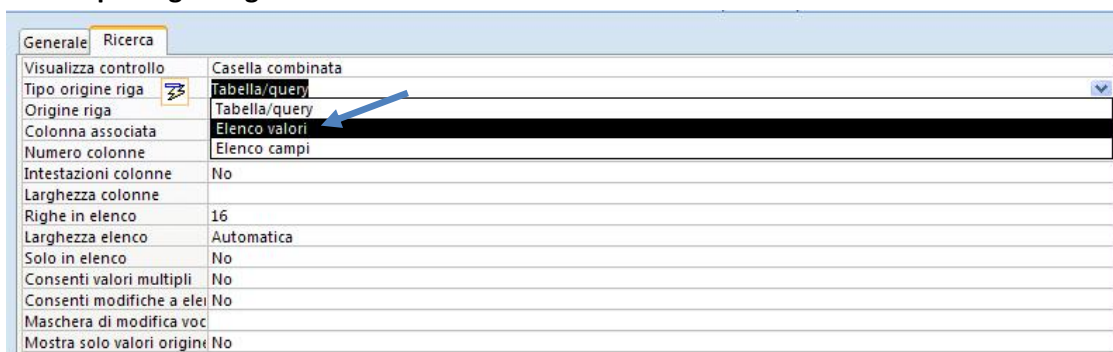 Generale Ricerca
Visualizza controllo Casella combinata
Tipo origine riga Tabella/query
Origine riga Tabella/query
Colonna associata Elenco valori
Numero colonne Elenco campi
Intestazioni colonne No
Larghezza colonne
Righe in elenco 16
Larghezza elenco Automatica
Solo in elenco No
Consenti valori multipli No
Consenti modifiche a ele No
Maschera di modifica voc
Mostra solo valori origine No